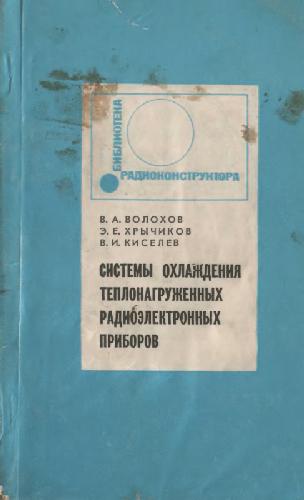 БИБЛИОТЕКА
РАДИОКОНСТРУКТОРА
В. А. ВОЛОХОВ
Э. Е. ХРЫЧИКОВ
В. И. КИСЕЛЕВ
СИСТЕМЫ ОХЛАЖДЕНИЯ
ТЕПЛОНАГРУЖЕННЫХ
РАДИОЭЛЕКТРОННЫХ
ПРИБОРОВ